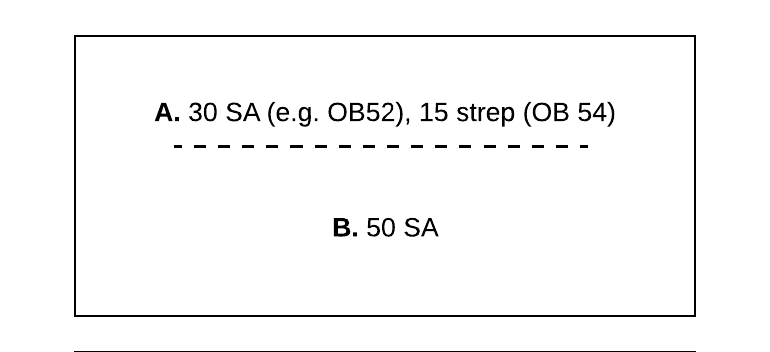 A. 30 SA (e.g. OB52), 15 strep (OB 54)
B. 50 SA